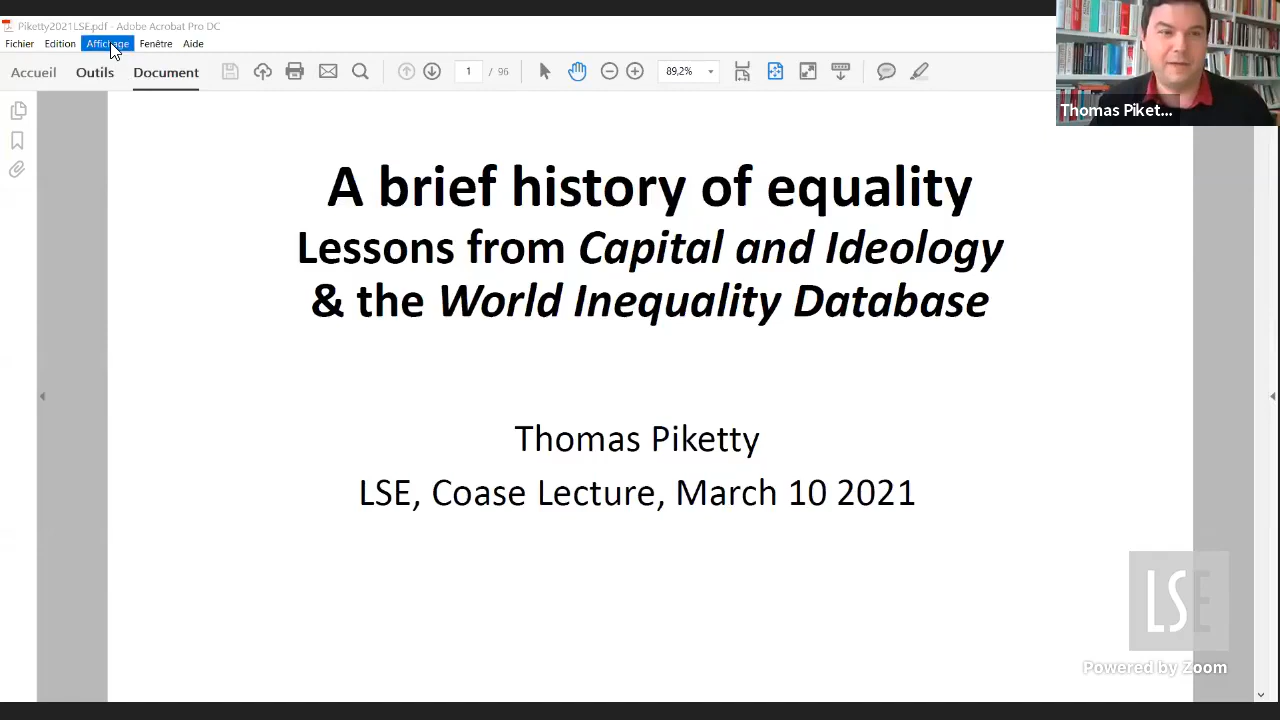 Piketty2021LSE.pdf - Adobe Acrobat Pro DC
Fichier Edition Affichage Fenêtre Aide
Accueil Outils Document 1 / 96 89,2%
Thomas Piket...
A brief history of equality
Lessons from Capital and Ideology
& the World Inequality Database
Thomas Piketty
LSE, Coase Lecture, March 10 2021
LSE
Powered by Zoom